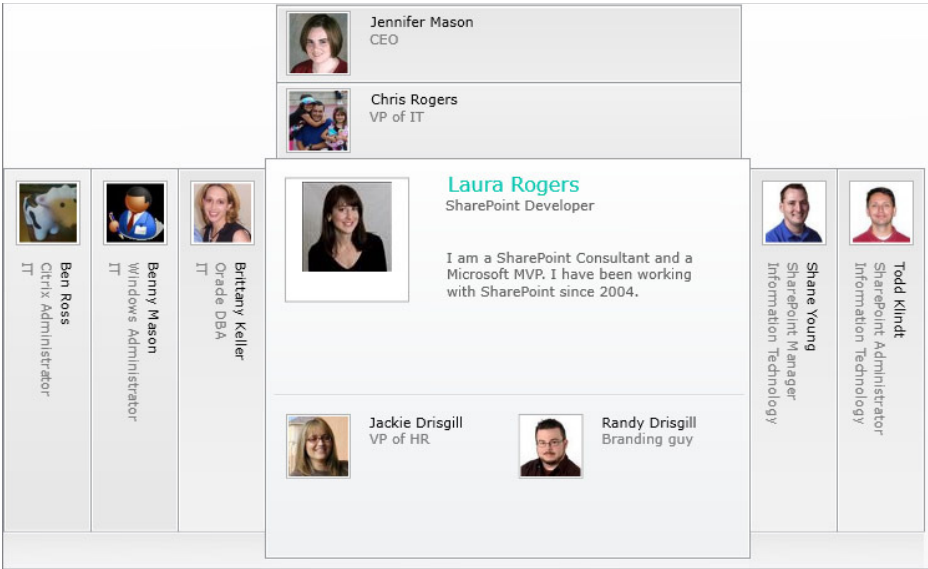 Jennifer Mason
CEO
Chris Rogers
VP of IT
Ben Ross
Citrix Administrator
IT
Benny Mason
Windows Administrator
IT
Brittany Keller
Oracle DBA
IT
Laura Rogers
SharePoint Developer
I am a SharePoint Consultant and a
Microsoft MVP. I have been working
with SharePoint since 2004.
Jackie Drisgill
VP of HR
Randy Drisgill
Branding guy
Shane Young
SharePoint Manager
Information Technology
Todd Klindt
SharePoint Administrator
Information Technology